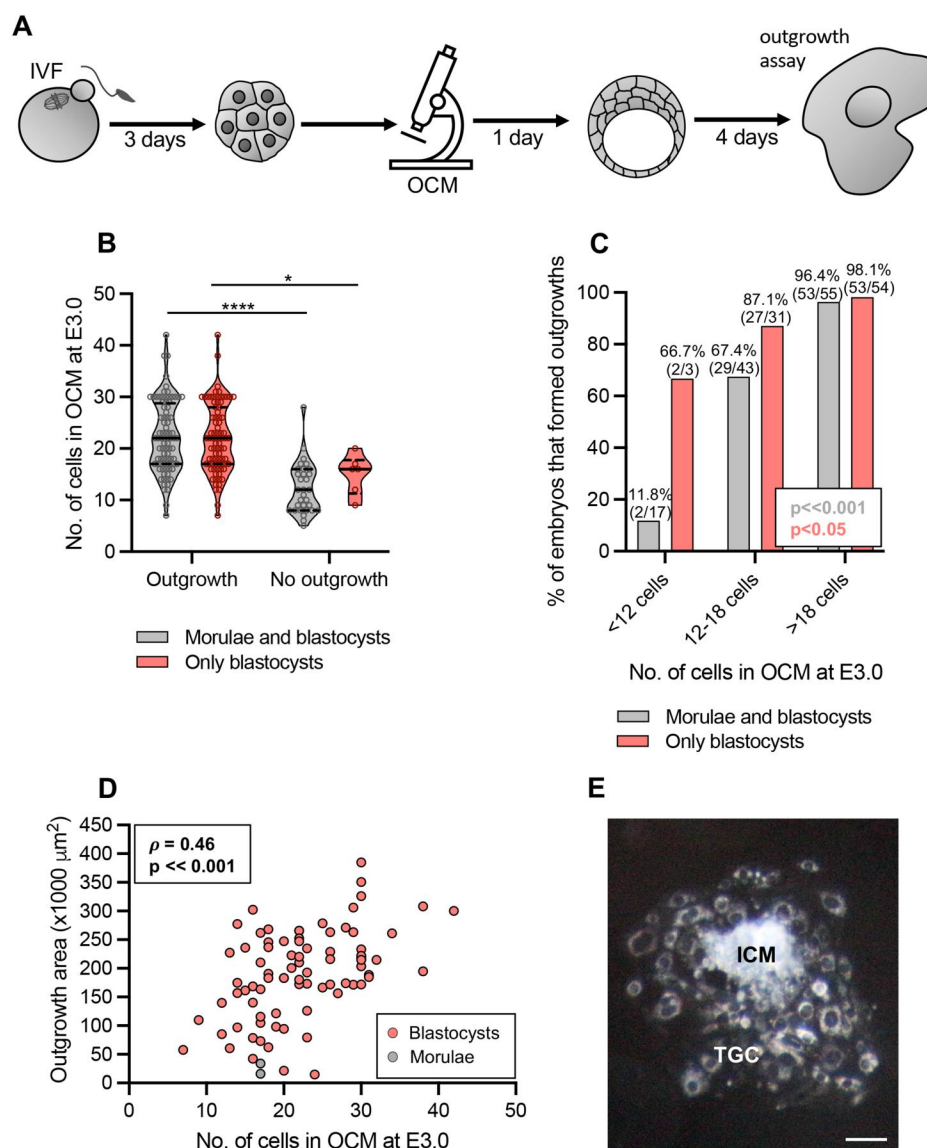 A
IVF
3 days
OCM
1 day
4 days
outgrowth
assay
B
No. of cells in OCM at E3.0
50
40
30
20
10
0
*
****
Outgrowth
No outgrowth
Morulae and blastocysts
Only blastocysts
C
% of embryos that formed outgrowths
100
80
60
40
20
0
11.8%
(2/17)
66.7%
(2/3)
67.4%
(29/43)
87.1%
(27/31)
96.4%
(53/55)
98.1%
(53/54)
p<<0.001
p<0.05
<12 cells
12-18 cells
>18 cells
No. of cells in OCM at E3.0
Morulae and blastocysts
Only blastocysts
D
Outgrowth area (x1000 μm²)
450
400
350
300
250
200
150
100
50
0
ρ = 0.46
p << 0.001
Blastocysts
Morulae
0 10 20 30 40 50
No. of cells in OCM at E3.0
E
ICM
TGC